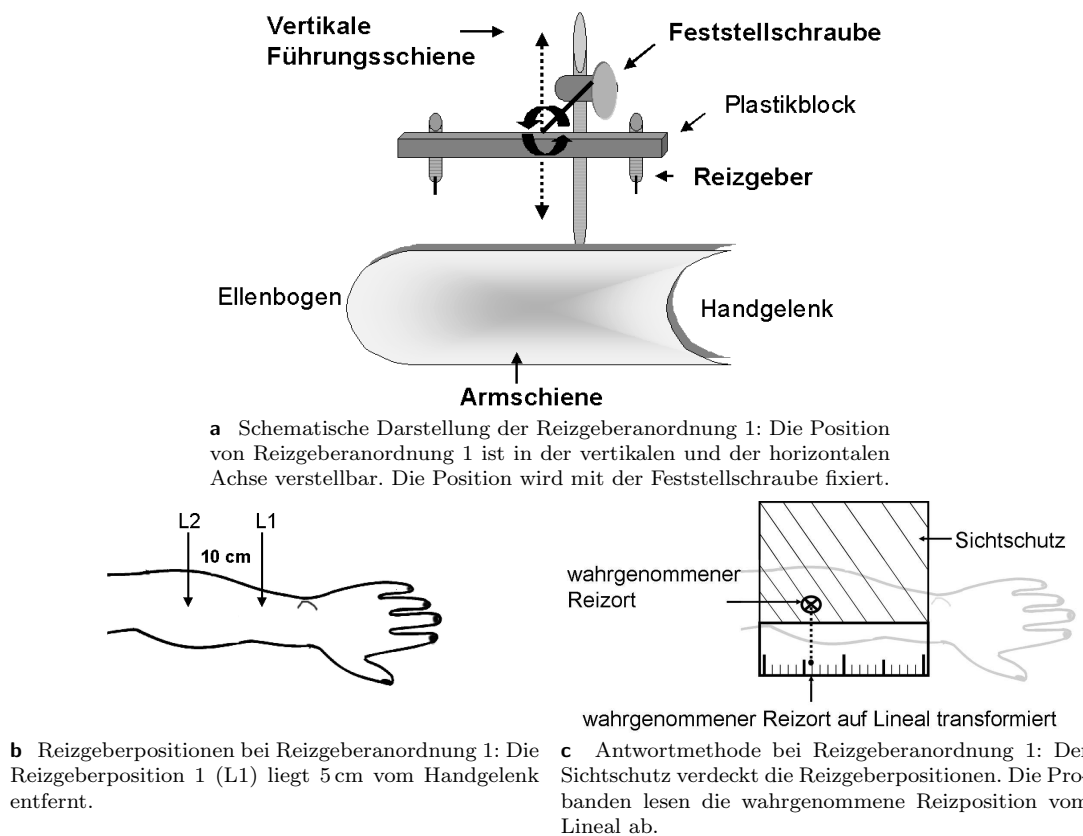 Vertikale
Führungsschiene
Feststellschraube
Plastikblock
Reizgeber
Ellenbogen
Handgelenk
Armschiene
a Schematische Darstellung der Reizgeberanordnung 1: Die Position
von Reizgeberanordnung 1 ist in der vertikalen und der horizontalen
Achse verstellbar. Die Position wird mit der Feststellschraube fixiert.
L2 L1
10 cm
b Reizgeberpositionen bei Reizgeberanordnung 1: Die
Reizgeberposition 1 (L1) liegt 5 cm vom Handgelenk
entfernt.
Sichtschutz
wahrgenommener
Reizort
wahrgenommener Reizort auf Lineal transformiert
c Antwortmethode bei Reizgeberanordnung 1: Der
Sichtschutz verdeckt die Reizgeberpositionen. Die Pro-
banden lesen die wahrgenommene Reizposition vom
Lineal ab.